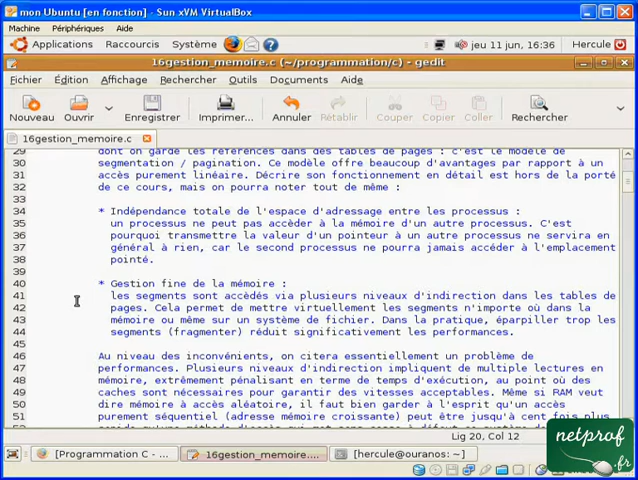 mon Ubuntu [en fonction] - Sun xVM VirtualBox
Machine Périphériques Aide
Applications Raccourcis Système jeu 11 jun, 16:36 Hercule
16gestion_memoire.c (~/programmation/c) - gedit
Fichier Édition Affichage Rechercher Outils Documents Aide
Nouveau Ouvrir Enregistrer Imprimer... Annuler Rétablir Couper Copier Coller Rechercher
16gestion_memoire.c
29 dont on garde les références dans des tables de pages : c'est le modèle de
30 segmentation / pagination. Ce modèle offre beaucoup d'avantages par rapport à un
31 accès purement linéaire. Décrire son fonctionnement en détail est hors de la porté
32 de ce cours, mais on pourra noter tout de même :
33
34 * Indépendance totale de l'espace d'adressage entre les processus :
35 un processus ne peut pas accèder à la mémoire d'un autre processus. C'est
36 pourquoi transmettre la valeur d'un pointeur à un autre processus ne servira en
37 général à rien, car le second processus ne pourra jamais accéder à l'emplacement
38 pointé.
39
40 * Gestion fine de la mémoire :
41 les segments sont accèdés via plusieurs niveaux d'indirection dans les tables de
42 pages. Cela permet de mettre virtuellement les segments n'importe où dans la
43 mémoire ou même sur un système de fichier. Dans la pratique, éparpiller trop les
44 segments (fragmenter) réduit significativement les performances.
45
46 Au niveau des inconvénients, on citera essentiellement un problème de
47 performances. Plusieurs niveaux d'indirection impliquent de multiple lectures en
48 mémoire, extrêmement pénalisant en terme de temps d'exécution, au point où des
49 caches sont nécessaires pour garantir des vitesses acceptables. Même si RAM veut
50 dire mémoire à accès aléatoire, il faut bien garder à l'esprit qu'un accès
51 purement séquentiel (adresse mémoire croissante) peut être jusqu'à cent fois plus
Lig 20, Col 12
[Programmation C - ... 16gestion_memoire.... [hercule@ouranos: ~]
netprof
.fr